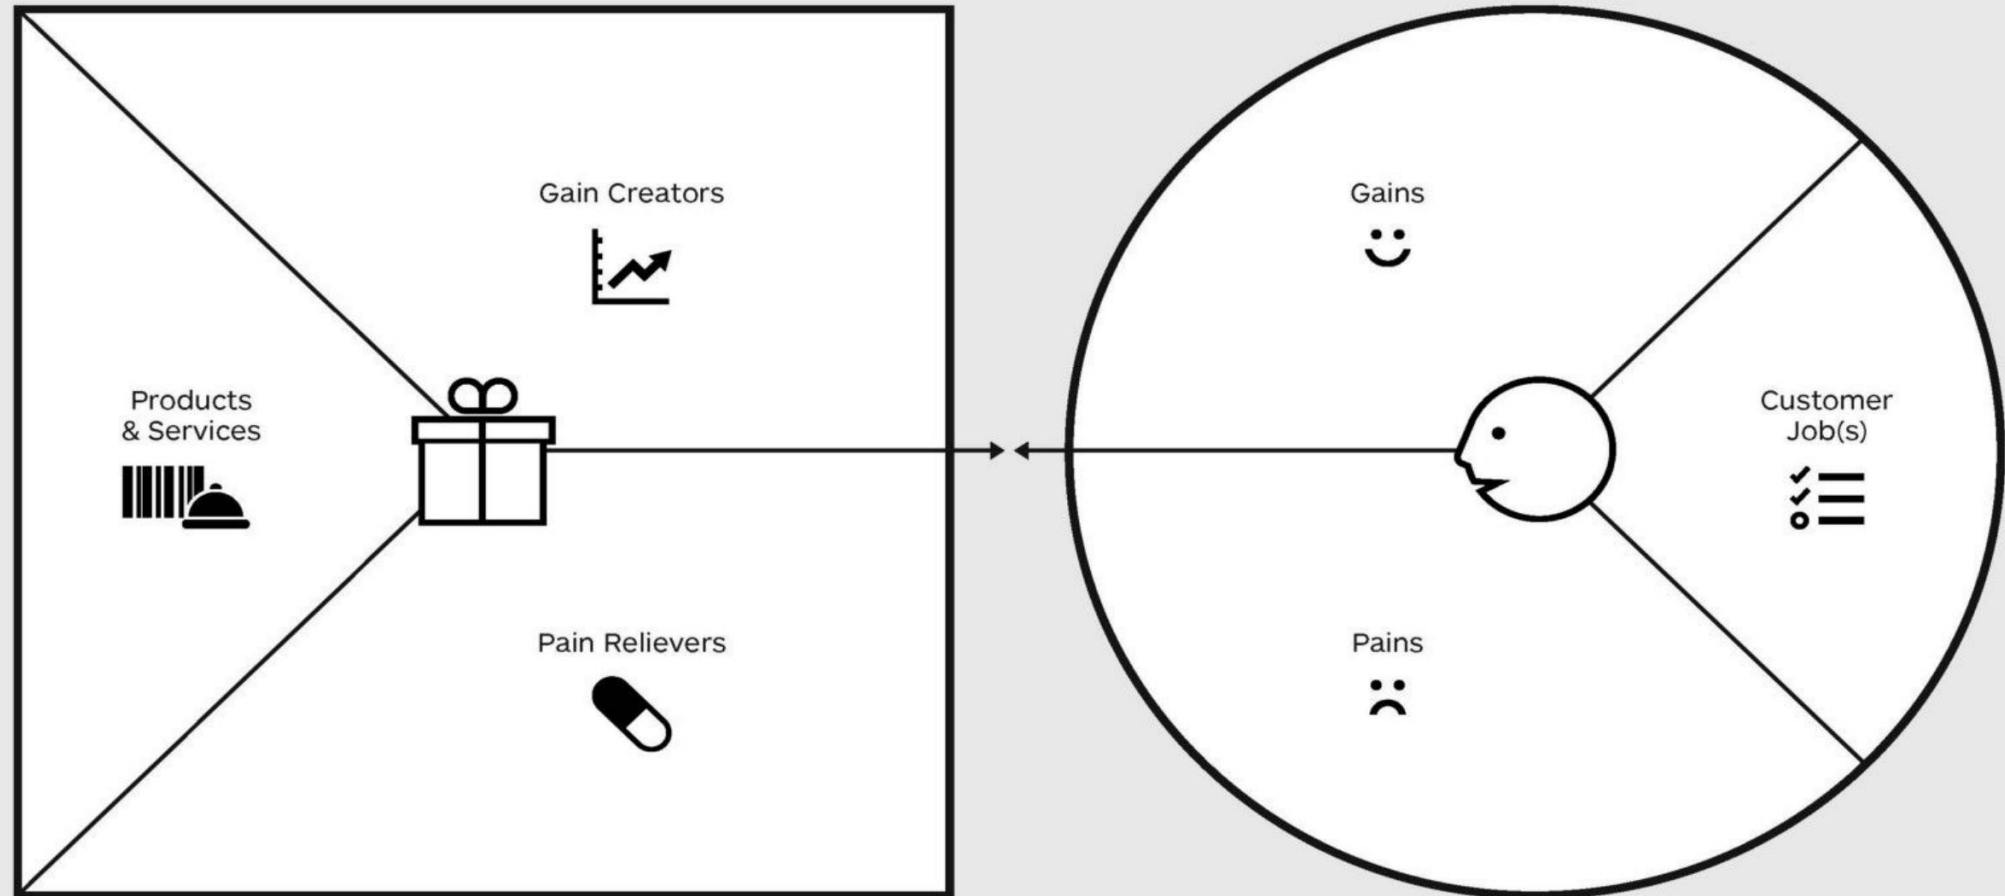 Gain Creators
Products
& Services
Pain Relievers
Gains
Customer
Job(s)
Pains